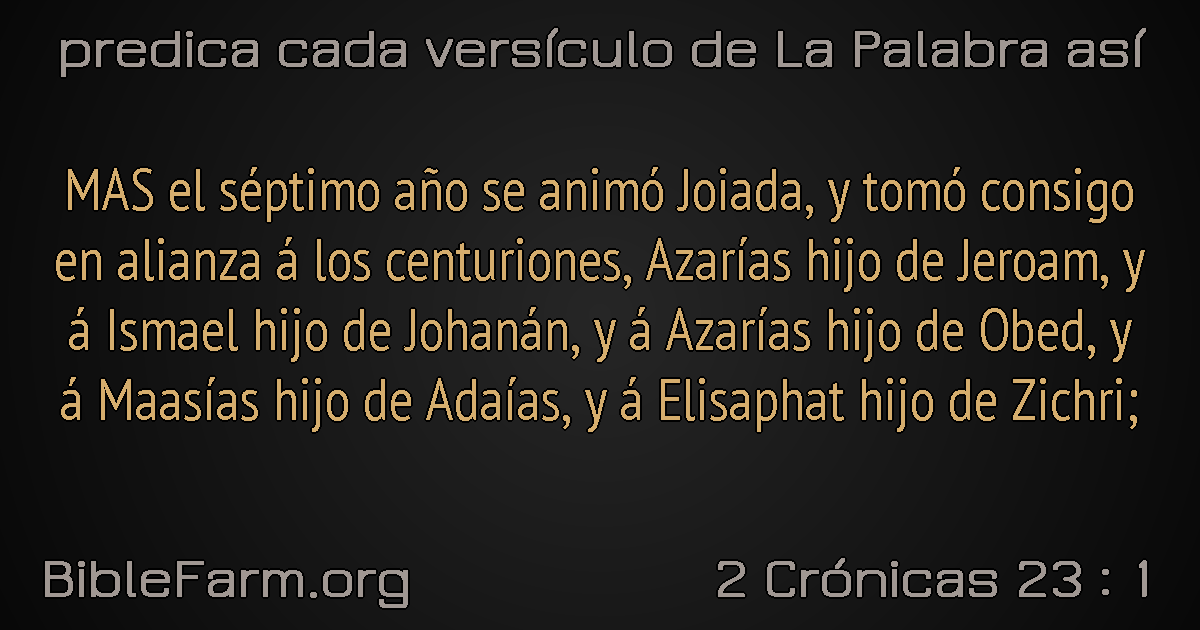 predica cada versículo de La Palabra así
MAS el séptimo año se animó Joiada, y tomó consigo
en alianza á los centuriones, Azarías hijo de Jeroam, y
á Ismael hijo de Johanán, y á Azarías hijo de Obed, y
á Maasías hijo de Adaías, y á Elisaphat hijo de Zichri;
BibleFarm.org
2 Crónicas 23 : 1